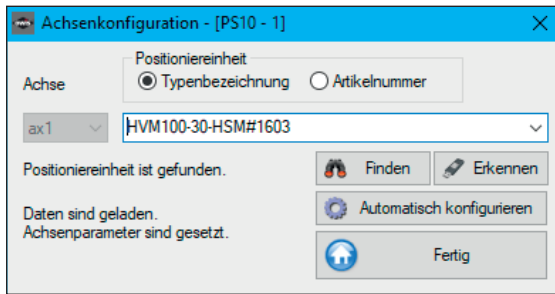 Achsenkonfiguration - [PS10 - 1]
Positioniereinheit
Achse
Typenbezeichnung
Artikelnummer
ax1
HVM100-30-HSM#1603
Positioniereinheit ist gefunden.
Finden
Erkennen
Daten sind geladen.
Achsenparameter sind gesetzt.
Automatisch konfigurieren
Fertig